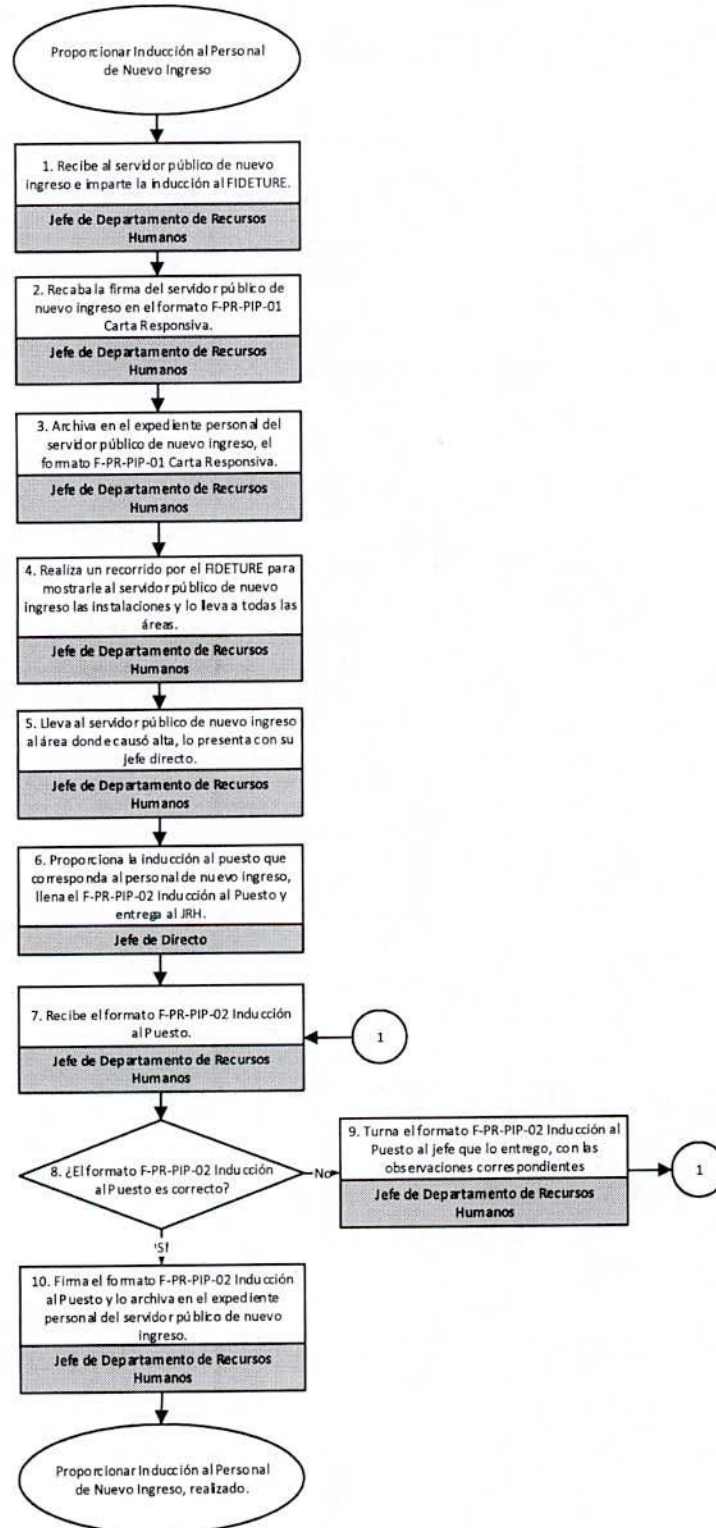 Proporcionar Inducción al Personal
de Nuevo Ingreso
1. Recibe al servidor público de nuevo
ingreso e imparte la inducción al FIDETURE.
Jefe de Departamento de Recursos
Humanos
2. Recaba la firma del servidor público de
nuevo ingreso en el formato F-PR-PIP-01
Carta Responsiva.
Jefe de Departamento de Recursos
Humanos
3. Archiva en el expediente personal del
servidor público de nuevo ingreso, el
formato F-PR-PIP-01 Carta Responsiva.
Jefe de Departamento de Recursos
Humanos
4. Realiza un recorrido por el FIDETURE para
mostrarle al servidor público de nuevo
ingreso las instalaciones y lo lleva a todas las
áreas.
Jefe de Departamento de Recursos
Humanos
5. Lleva al servidor público de nuevo ingreso
al área donde causó alta, lo presenta con su
jefe directo.
Jefe de Departamento de Recursos
Humanos
6. Proporciona la inducción al puesto que
corresponda al personal de nuevo ingreso,
llena el F-PR-PIP-02 Inducción al Puesto y
entrega al JRH.
Jefe de Directo
7. Recibe el formato F-PR-PIP-02 Inducción
al Puesto.
Jefe de Departamento de Recursos
Humanos
1
8. ¿El formato F-PR-PIP-02 Inducción
al Puesto es correcto?
No
9. Turna el formato F-PR-PIP-02 Inducción al
Puesto al jefe que lo entrego, con las
observaciones correspondientes
Jefe de Departamento de Recursos
Humanos
1
SI
10. Firma el formato F-PR-PIP-02 Inducción
al Puesto y lo archiva en el expediente
personal del servidor público de nuevo
ingreso.
Jefe de Departamento de Recursos
Humanos
Proporcionar Inducción al Personal
de Nuevo Ingreso, realizado.